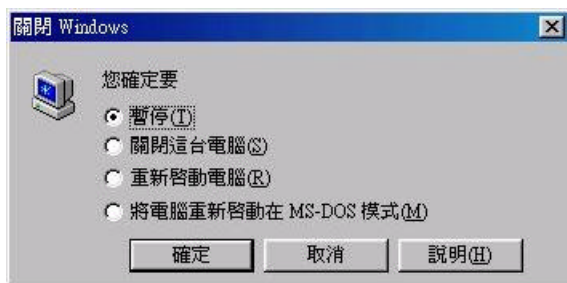 關閉 Windows
您確定要
暫停(T)
關閉這台電腦(S)
重新啓動電腦(R)
將電腦重新啓動在 MS-DOS 模式(M)
確定 取消 說明(H)